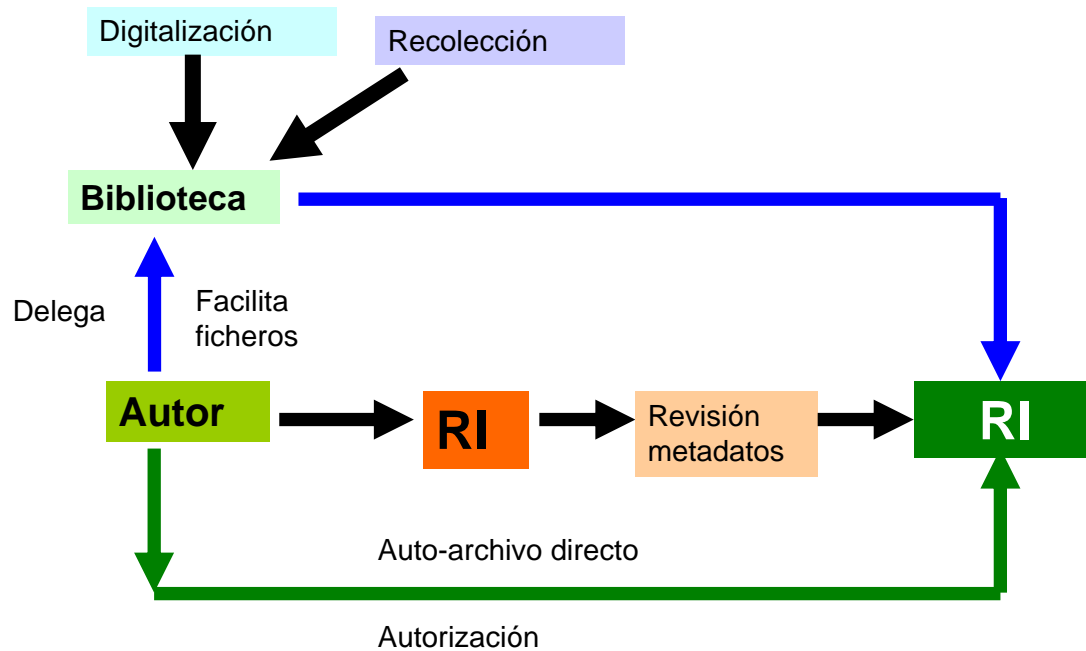 Digitalización
Recolección
Biblioteca
Delega
Facilita
ficheros
Autor
RI
Revisión
metadatos
RI
Auto-archivo directo
Autorización